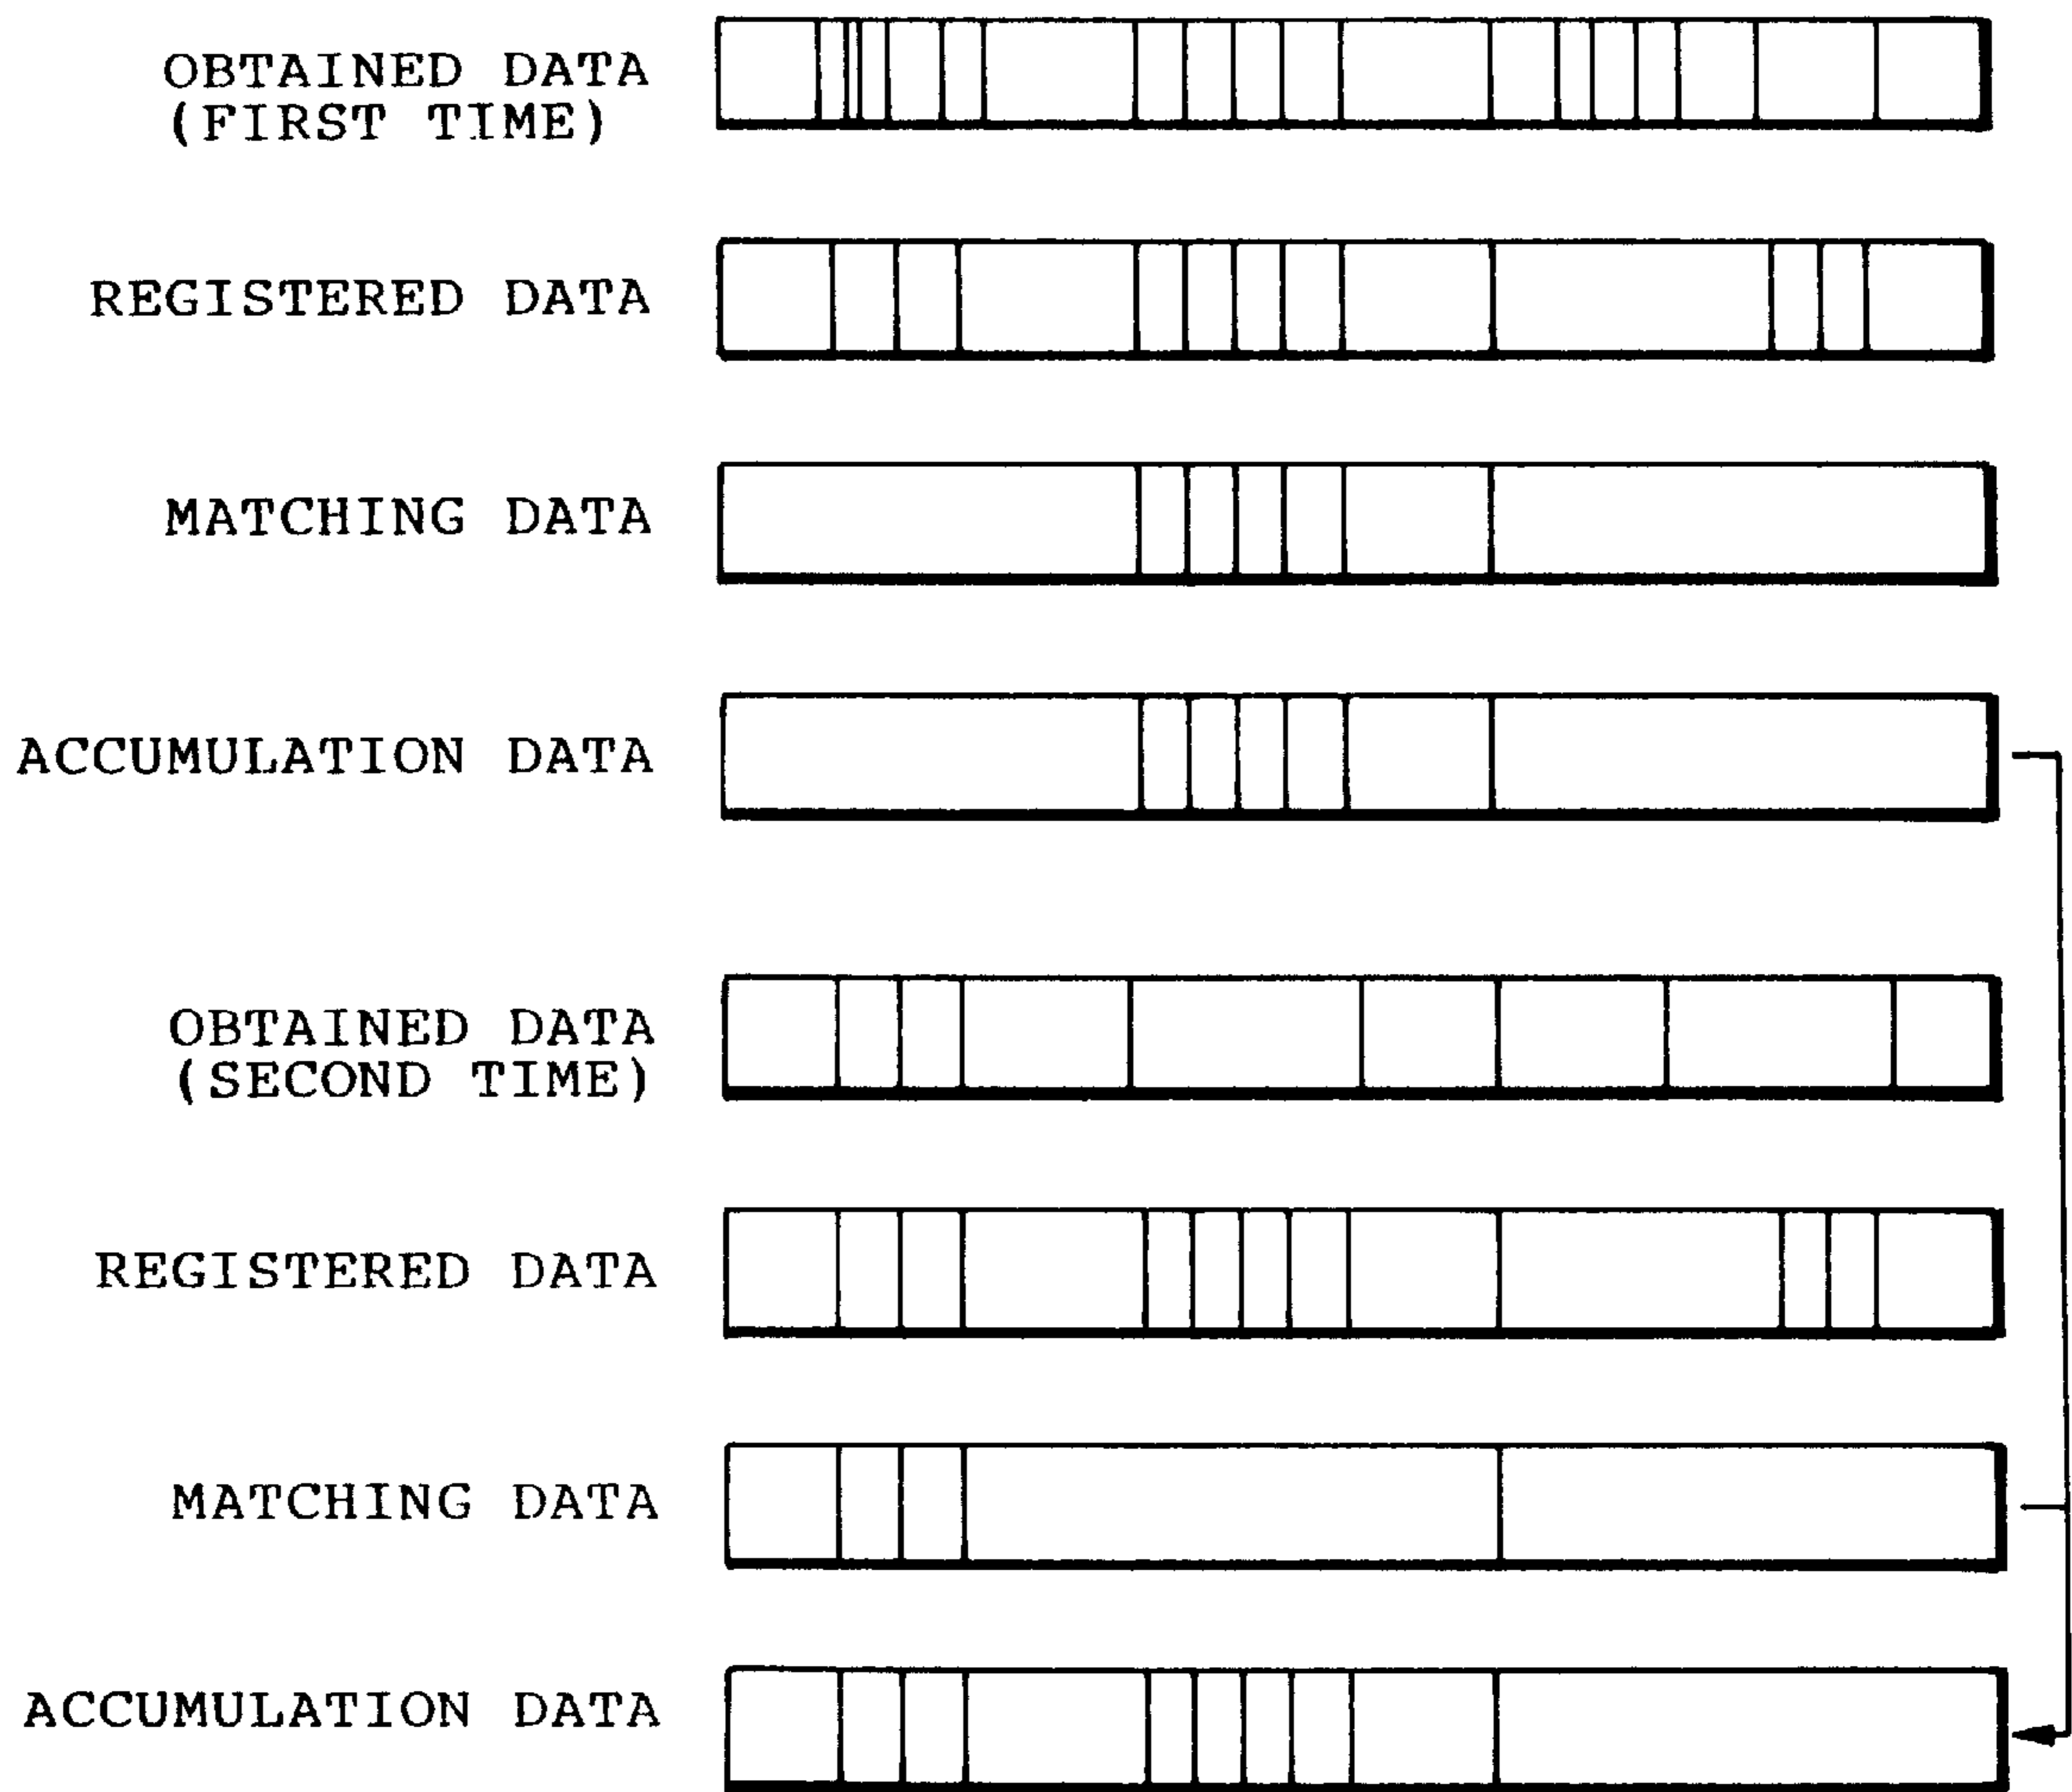 OBTAINED DATA
(FIRST TIME)
REGISTERED DATA
MATCHING DATA
ACCUMULATION DATA
OBTAINED DATA
(SECOND TIME)
REGISTERED DATA
MATCHING DATA
ACCUMULATION DATA